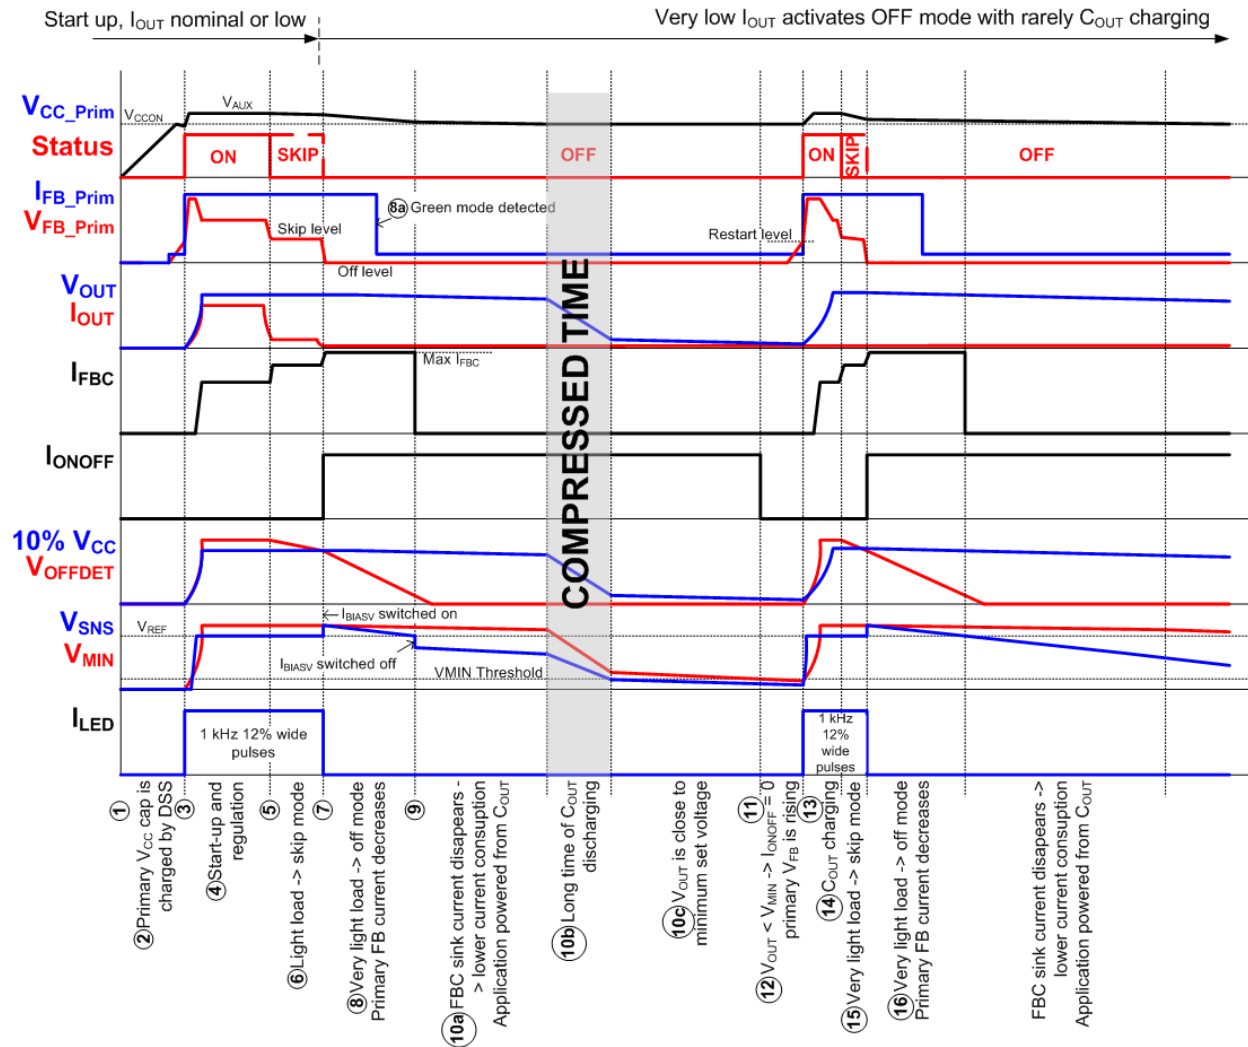 Start up, IOUT nominal or low
Very low IOUT activates OFF mode with rarely COUT charging
VCC_Prim
VCCON
VAUX
Status
ON
SKIP
OFF
ON
SKIP
OFF
IFB_Prim
VFB_Prim
8a Green mode detected
Skip level
Off level
Restart level
VOUT
IOUT
IFBC
Max IFBC
IONOFF
COMPRESSED TIME
10% VCC
VOFFDET
VSNS
VREF
VMIN
IBIASV switched on
IBIASV switched off
VMIN Threshold
ILED
1 kHz 12% wide
pulses
1 kHz
12%
wide
pulses
1
2 Primary VCC cap is
charged by DSS
3
4 Start-up and
regulation
5
6 Light load -> skip mode
7
8 Very light load -> off mode
Primary FB current decreases
9
10a FBC sink current disapears -
> lower current consuption
Application powered from COUT
10b Long time of COUT
discharging
10c VOUT is close to
minimum set voltage
11
12 VOUT < VMIN -> IONOFF = 0
primary VFB is rising
13
14 COUT charging
15 Very light load -> skip mode
16 Very light load -> off mode
Primary FB current decreases
FBC sink current disapears ->
lower current consuption
Application powered from COUT